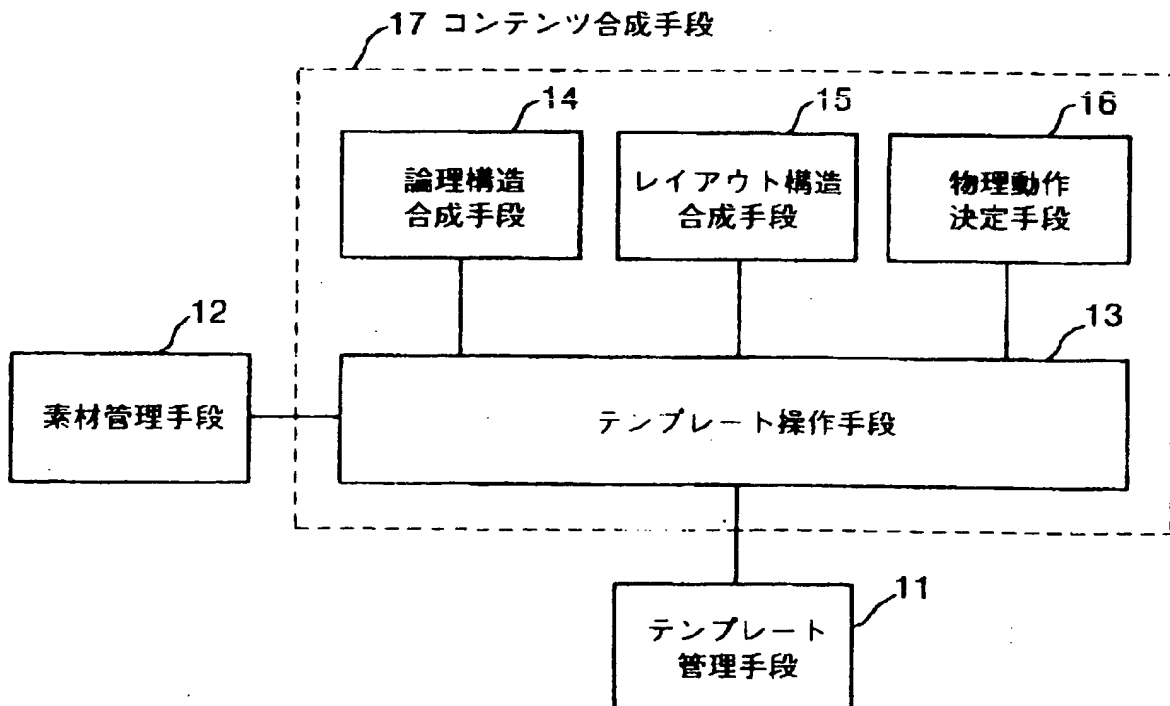 17 コンテンツ合成手段
14
15
16
論理構造
合成手段
レイアウト構造
合成手段
物理動作
決定手段
12
13
素材管理手段
テンプレート操作手段
11
テンプレート
管理手段